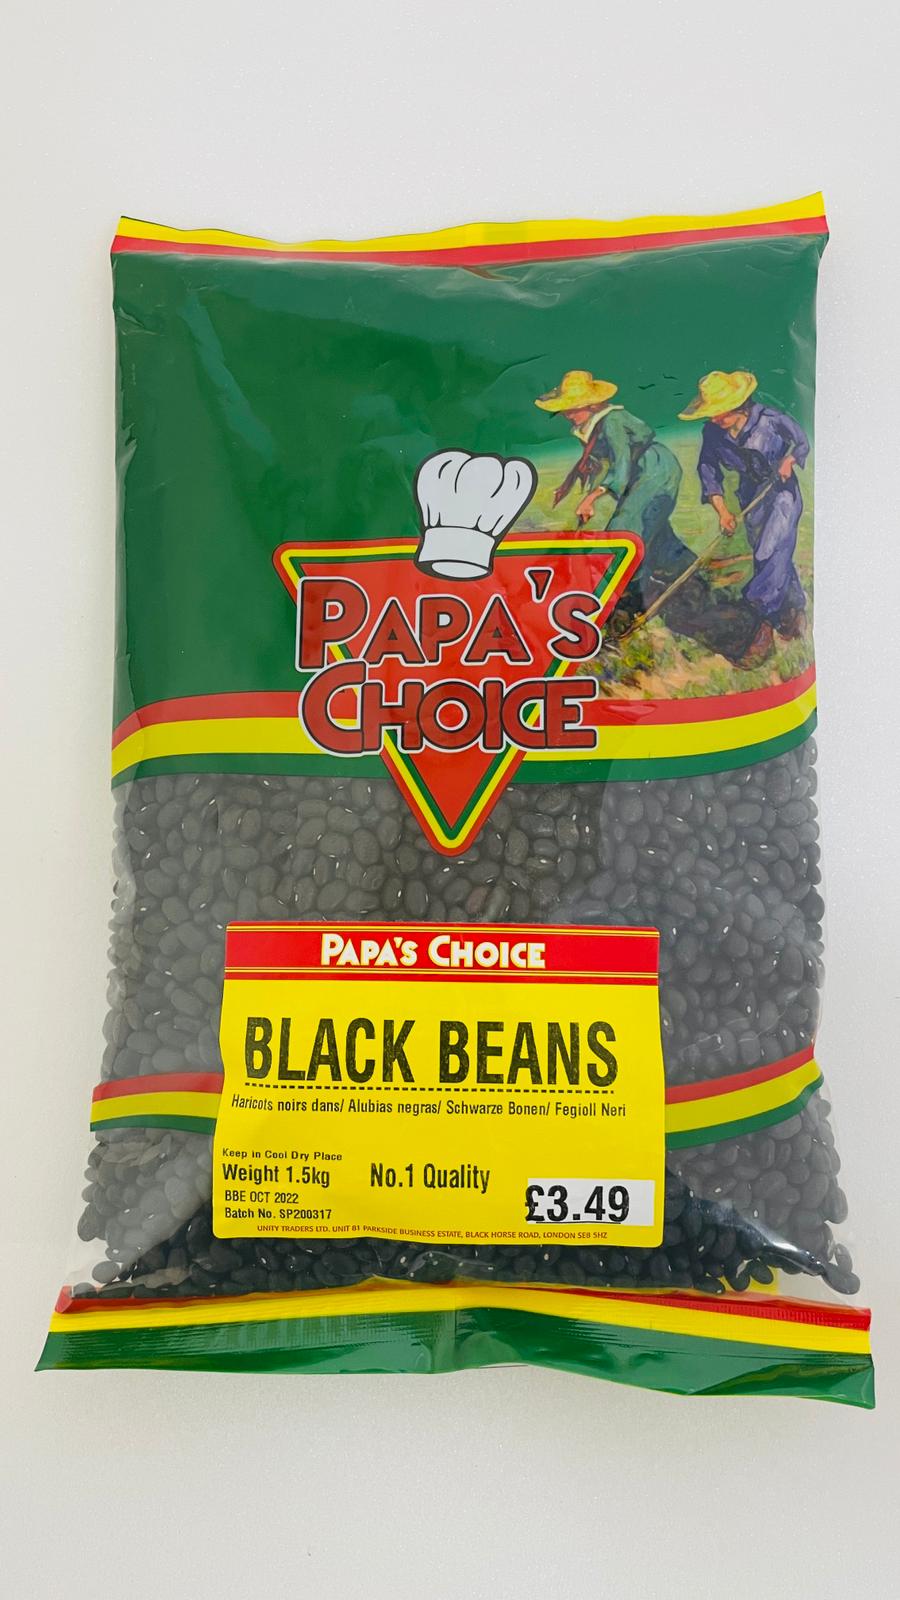 PAPA'S
CHOICE
PAPA'S CHOICE
BLACK BEANS
Haricots noirs dans/ Alubias negras/ Schwarze Bonen/ Fegioll Neri
Keep in Cool Dry Place
Weight 1.5kg No.1 Quality
BBE OCT 2022
£3.49
Batch No. SP200317
UNITY TRADERS LTD. UNIT 81 PARKSIDE BUSINESS ESTATE, BLACK HORSE ROAD, LONDON SE8 5HZ